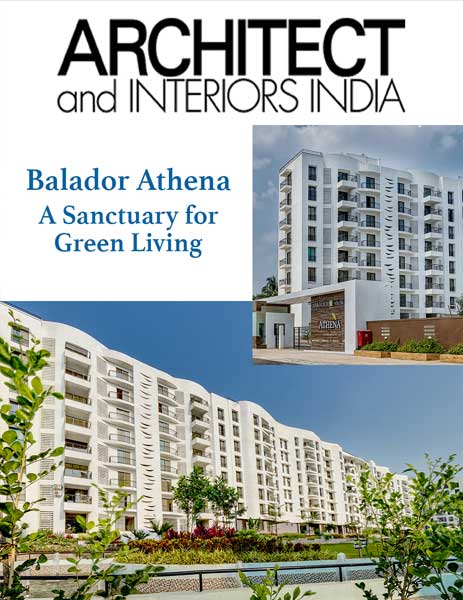 ARCHITECT
and INTERIORS INDIA
Balador Athena
A Sanctuary for
Green Living
ATHENA